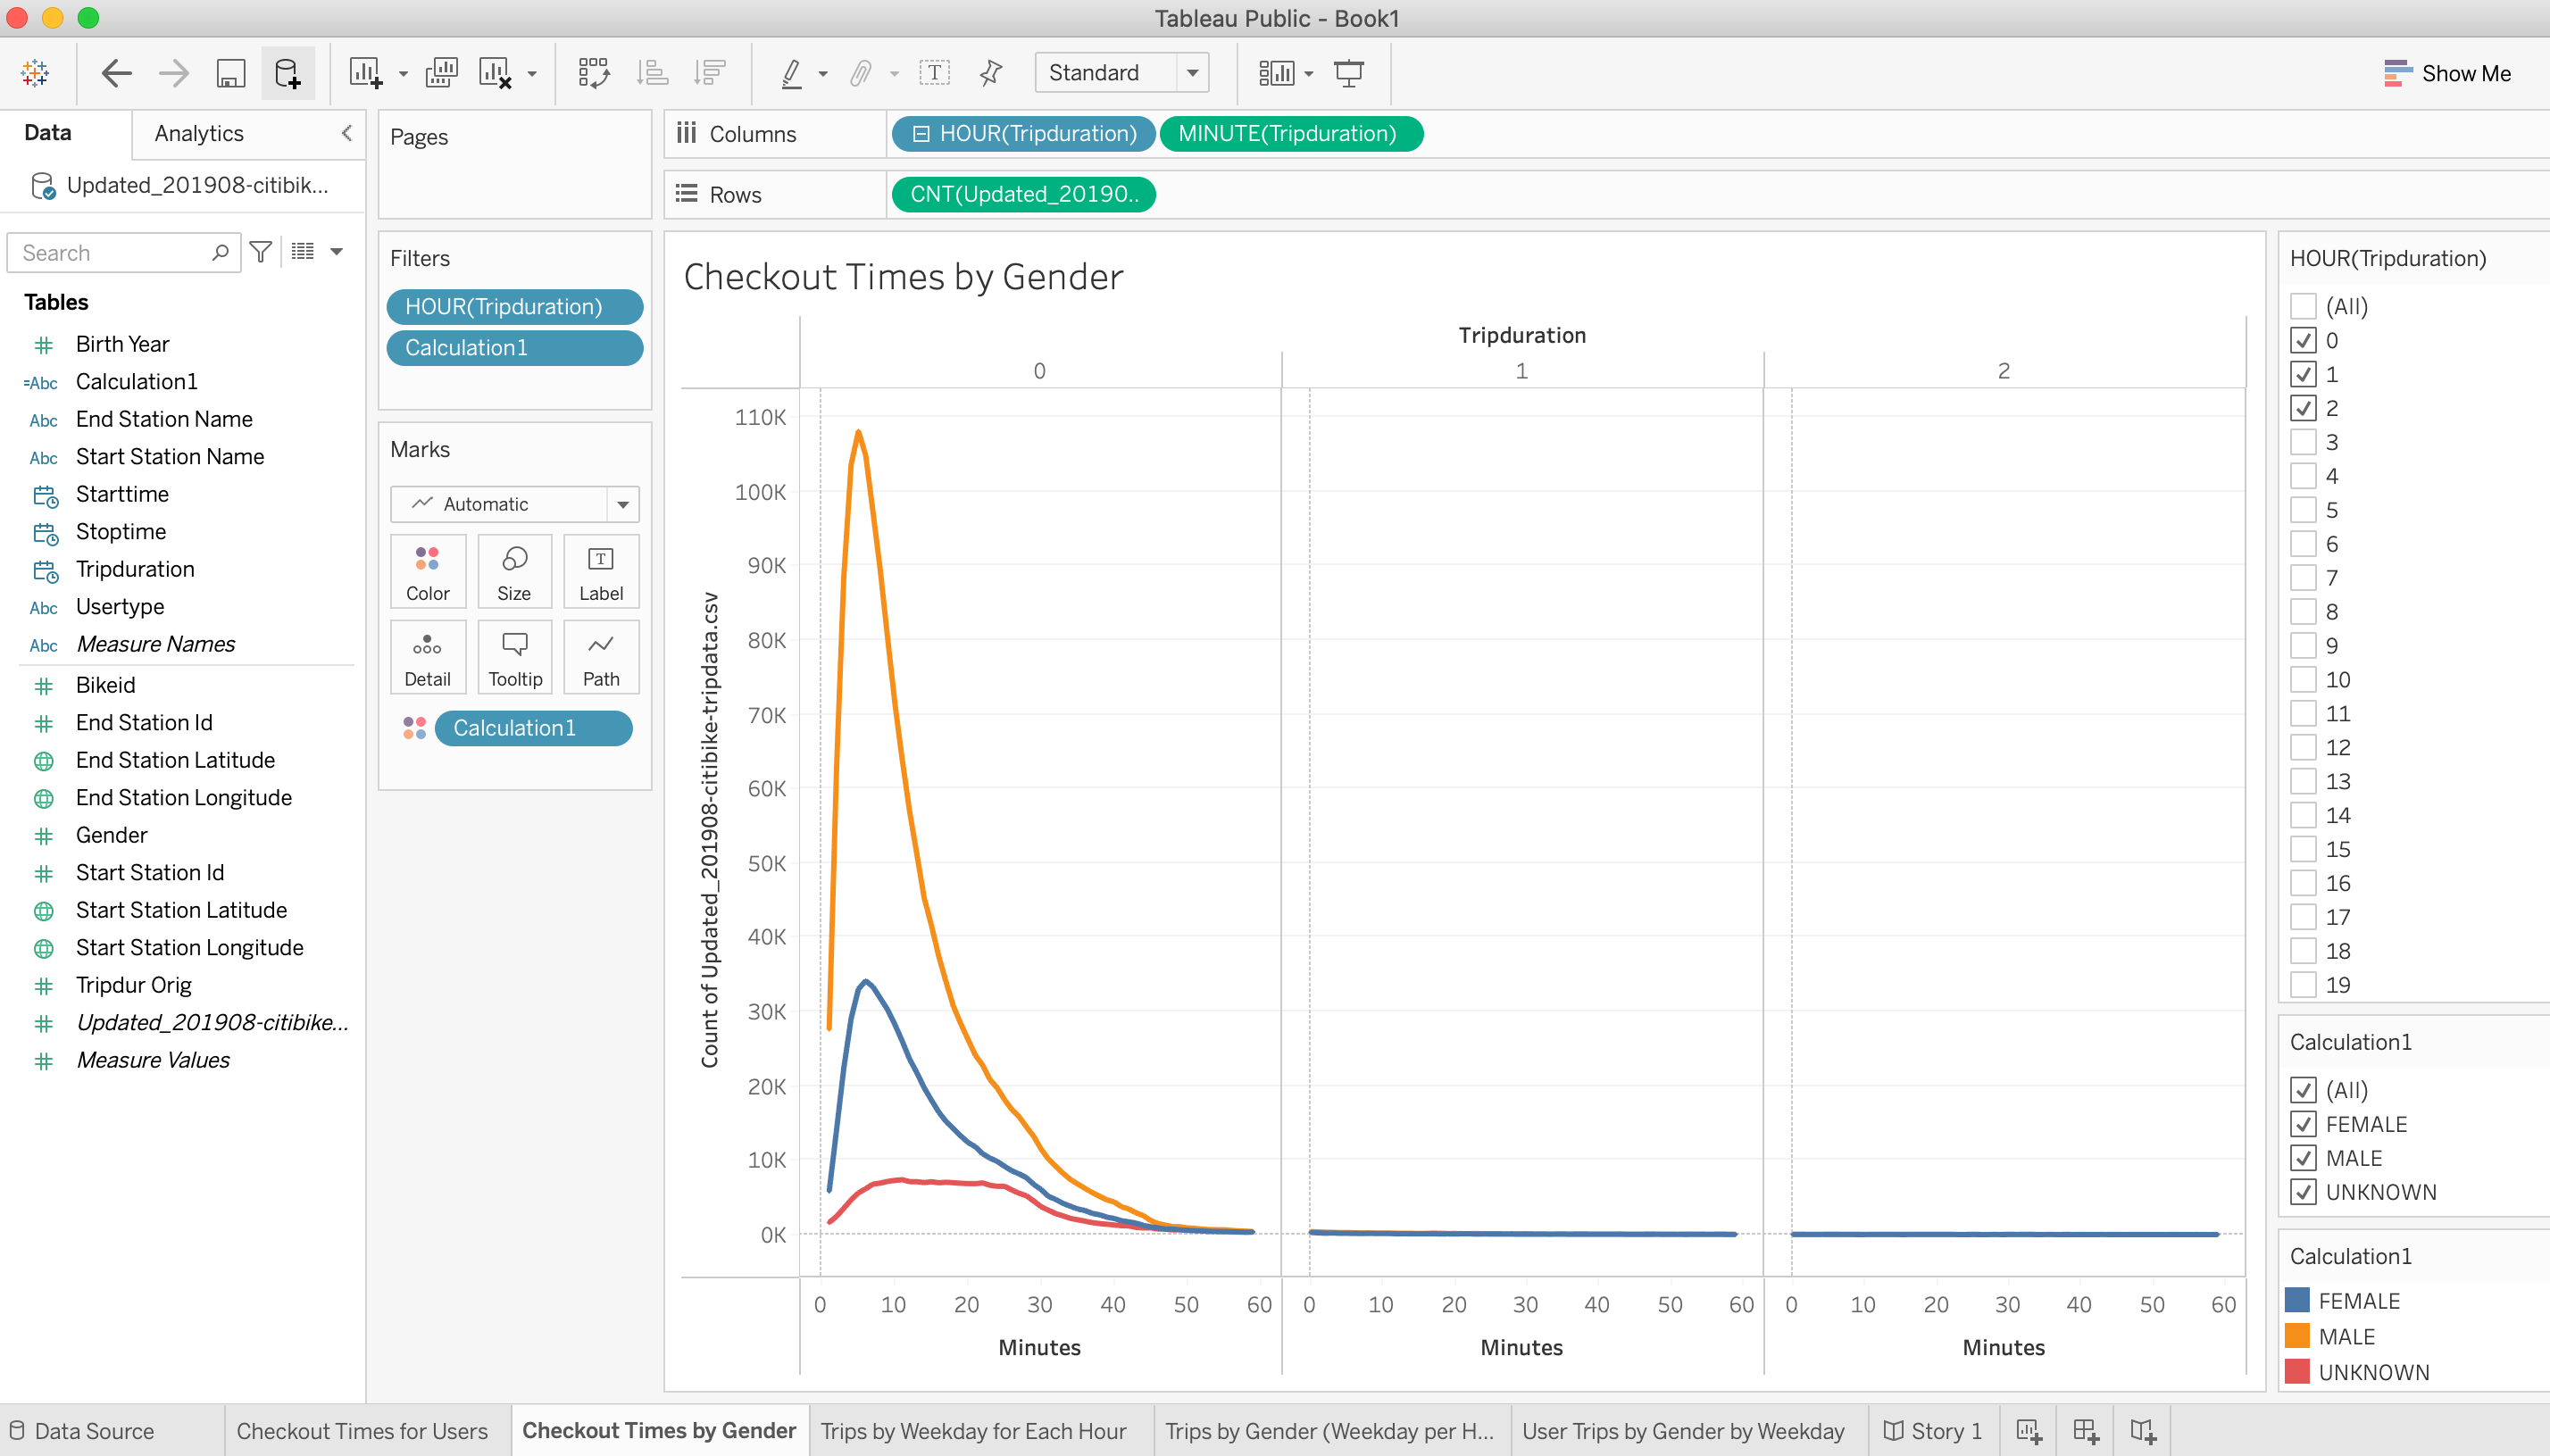 Tableau Public - Book1
Standard
Show Me
Data
Analytics
Updated_201908-citibik...
Search
Tables
Birth Year
=Abc Calculation1
Abc End Station Name
Abc Start Station Name
Starttime
Stoptime
Tripduration
Abc Usertype
Abc Measure Names
Bikeid
End Station Id
End Station Latitude
End Station Longitude
Gender
Start Station Id
Start Station Latitude
Start Station Longitude
Tripdur Orig
Updated_201908-citibike...
Measure Values
Pages
Filters
HOUR(Tripduration)
Calculation1
Marks
Automatic
Color Size Label
Detail Tooltip Path
Calculation1
Columns HOUR(Tripduration) MINUTE(Tripduration)
Rows CNT(Updated_20190..
Checkout Times by Gender
Tripduration
0 1 2
Count of Updated_201908-citibike-tripdata.csv
110K
100K
90K
80K
70K
60K
50K
40K
30K
20K
10K
0K
0 10 20 30 40 50 60 0 10 20 30 40 50 60 0 10 20 30 40 50 60
Minutes Minutes Minutes
HOUR(Tripduration)
(All)
0
1
2
3
4
5
6
7
8
9
10
11
12
13
14
15
16
17
18
19
Calculation1
(All)
FEMALE
MALE
UNKNOWN
Calculation1
FEMALE
MALE
UNKNOWN
Data Source Checkout Times for Users Checkout Times by Gender Trips by Weekday for Each Hour Trips by Gender (Weekday per H... User Trips by Gender by Weekday Story 1